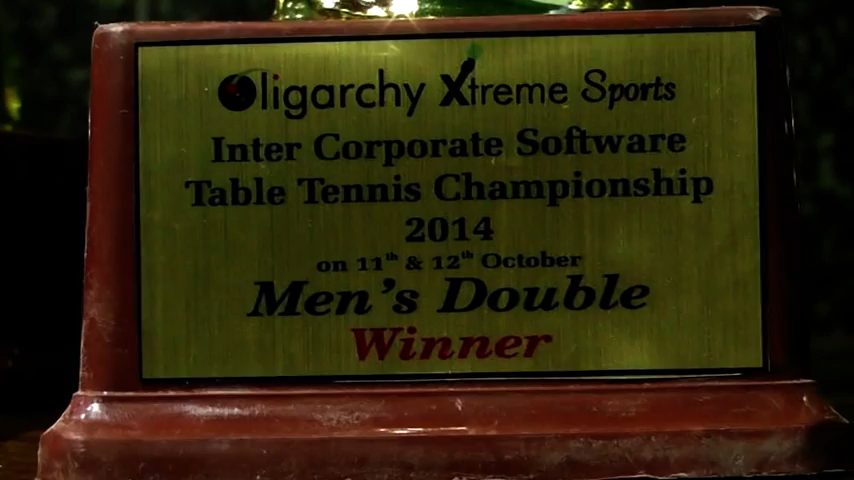 Oligarchy Xtreme Sports
Inter Corporate Software
Table Tennis Championship
2014
on 11th & 12th October
Men's Double
Winner